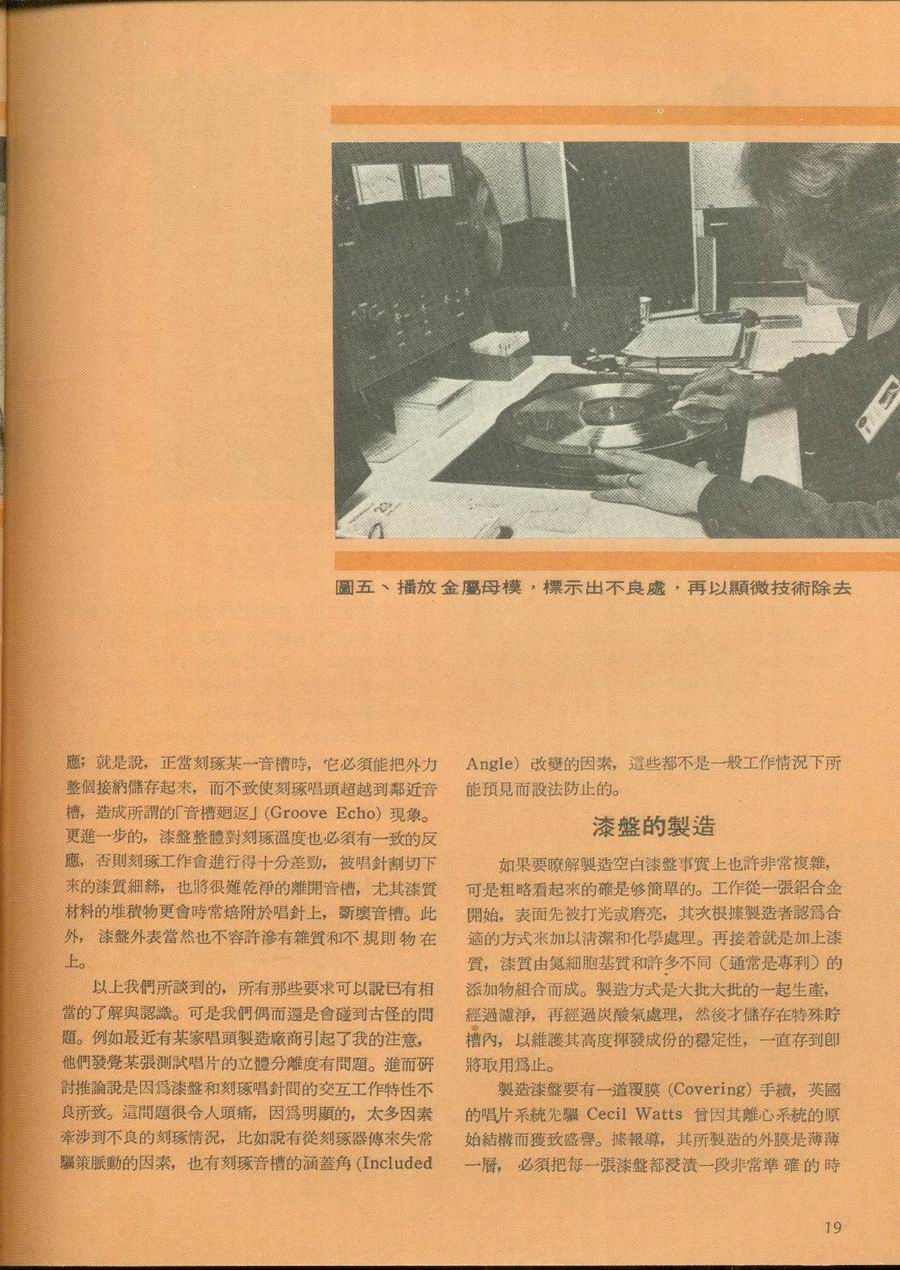 圖五、播放金屬母模，標示出不良處，再以顯微技術除去
應；就是說，正當刻琢某一音槽時，它必須能把外力
整個接納儲存起來，而不致使刻琢唱頭超越到鄰近音
槽，造成所謂的「音槽廻返」(Groove Echo) 現象。
更進一步的，漆盤整體對刻琢溫度也必須有一致的反
應，否則刻琢工作會進行得十分差勁，被唱針割切下
來的漆質細絲，也將很難乾淨的離開音槽，尤其漆質
材料的堆積物更會時常焙附於唱針上，斵壞音槽。此
外，漆盤外表當然也不容許滲有雜質和不規則物在
上。
以上我們所談到的，所有那些要求可以說已有相
當的了解與認識。可是我們偶而還是會碰到古怪的問
題。例如最近有某家唱頭製造廠商引起了我的注意，
他們發覺某張測試唱片的立體分離度有問題。進而研
討推論說是因爲漆盤和刻琢唱針間的交互工作特性不
良所致。這問題很令人頭痛，因爲明顯的，太多因素
牽涉到不良的刻琢情況，比如說有從刻琢器傳來失常
驅策脈動的因素，也有刻琢音槽的涵蓋角 (Included
Angle) 改變的因素，這些都不是一般工作情況下所
能預見而設法防止的。
漆盤的製造
如果要瞭解製造空白漆盤事實上也許非常複雜，
可是粗略看起來的確是够簡單的。工作從一張鋁合金
開始，表面先被打光或磨亮，其次根據製造者認爲合
適的方式來加以清潔和化學處理。再接着就是加上漆
質，漆質由氮細胞基質和許多不同（通常是專利）的
添加物組合而成。製造方式是大批大批的一起生產，
經過濾淨，再經過炭酸氣處理，然後才儲存在特殊貯
槽內，以維護其高度揮發成份的穩定性，一直存到卽
將取用爲止。
製造漆盤要有一道覆膜 (Covering) 手續，英國
的唱片系統先驅 Cecil Watts 曾因其離心系統的原
始結構而獲致盛譽。據報導，其所製造的外膜是薄薄
一層，必須把每一張漆盤都浸漬一段非常準確的時
19